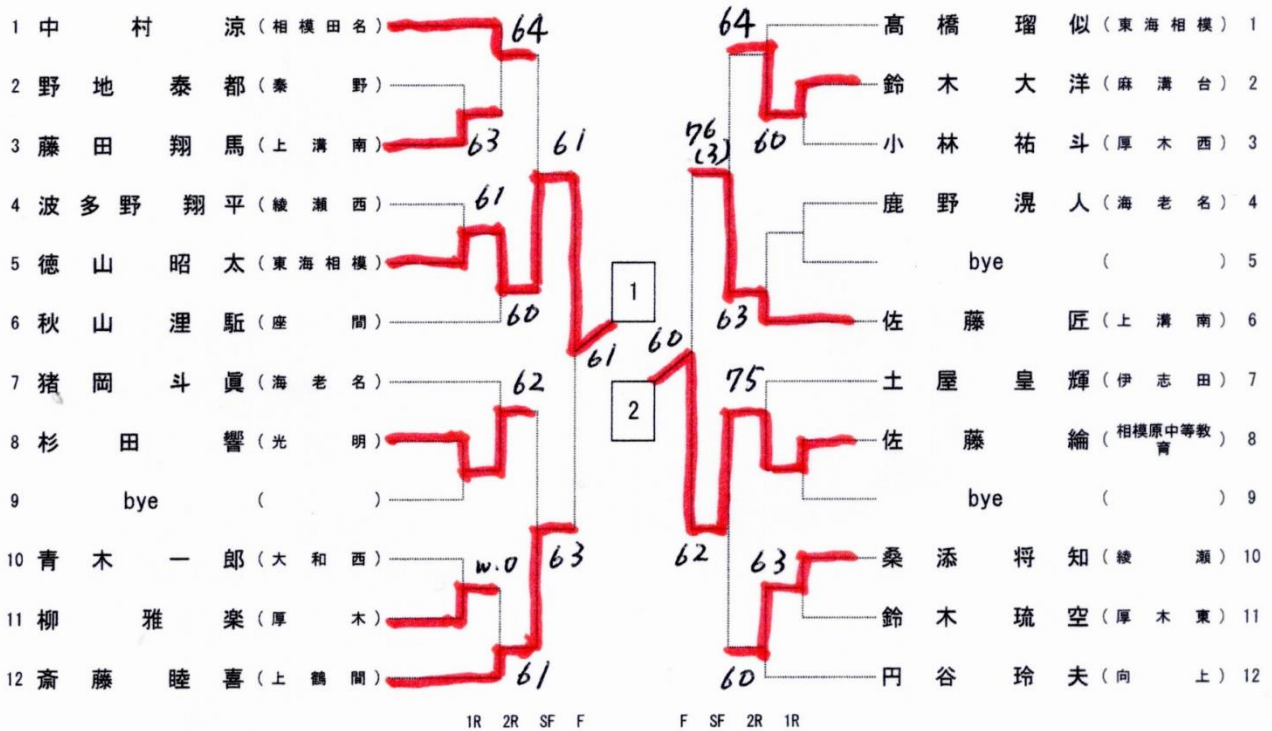 1 中村涼 (相模田名)
2 野地泰都 (秦野)
3 藤田翔馬 (上溝南)
4 波多野翔平 (綾瀬西)
5 徳山昭太 (東海相模)
6 秋山浬駈 (座間)
7 猪岡斗眞 (海老名)
8 杉田響 (光明)
9 bye ( )
10 青木一郎 (大和西)
11 柳雅楽 (厚木)
12 斎藤睦喜 (上鶴間)
64
63
61
61
60
62
w.o
63
61
61
1
2
1R 2R SF F
髙橋瑠似 (東海相模) 1
鈴木大洋 (麻溝台) 2
小林祐斗 (厚木西) 3
鹿野滉人 (海老名) 4
bye ( ) 5
佐藤匠 (上溝南) 6
土屋皇輝 (伊志田) 7
佐藤綸 (相模原中等教育) 8
bye ( ) 9
桑添将知 (綾瀬) 10
鈴木琉空 (厚木東) 11
円谷玲夫 (向上) 12
64
76
(3)
60
63
60
75
62
63
60
F SF 2R 1R